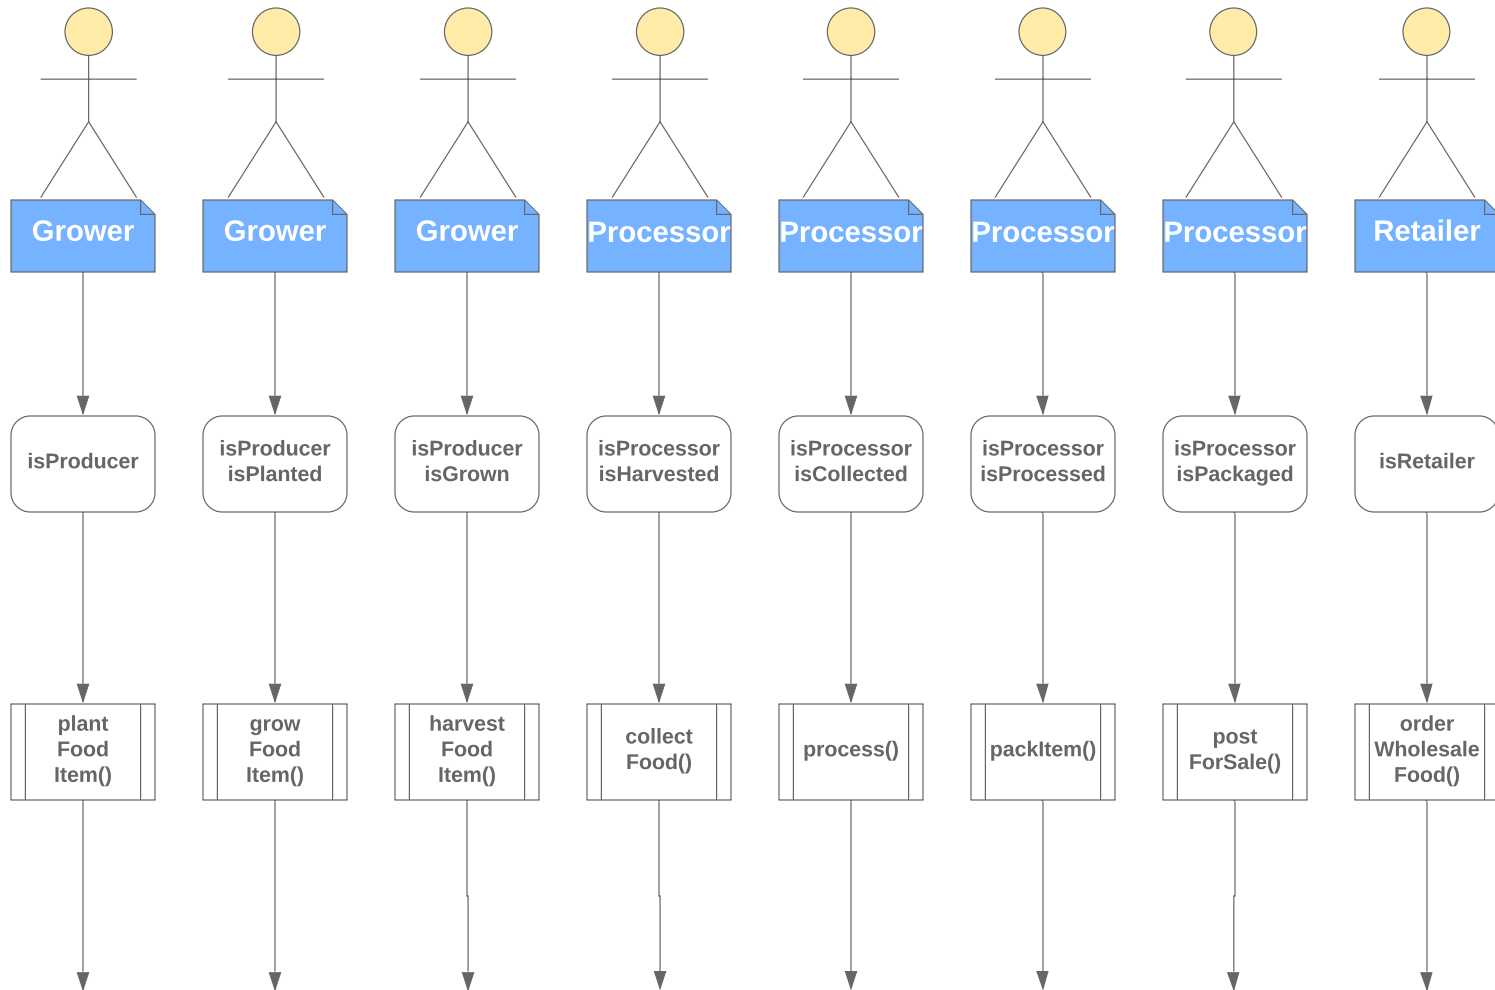 Grower
Grower
Grower
Processor
Processor
Processor
Processor
Retailer
isProducer
isProducer
isPlanted
isProducer
isGrown
isProcessor
isHarvested
isProcessor
isCollected
isProcessor
isProcessed
isProcessor
isPackaged
isRetailer
plant
Food
Item()
grow
Food
Item()
harvest
Food
Item()
collect
Food()
process()
packItem()
post
ForSale()
order
Wholesale
Food()